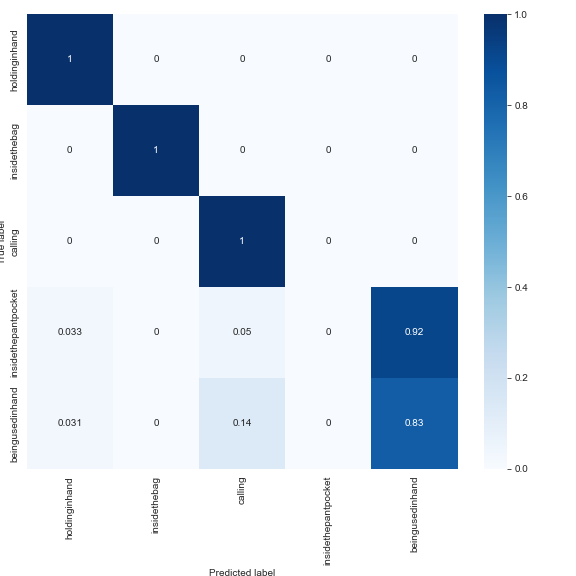 holdinginhand 1 0 0 0 0
insidethebag 0 1 0 0 0
calling 0 0 1 0 0
insidethepantpocket 0.033 0 0.05 0 0.92
beingusedinhand 0.031 0 0.14 0 0.83
True label
holdinginhand insidethebag calling insidethepantpocket beingusedinhand
Predicted label
1.0
0.8
0.6
0.4
0.2
0.0